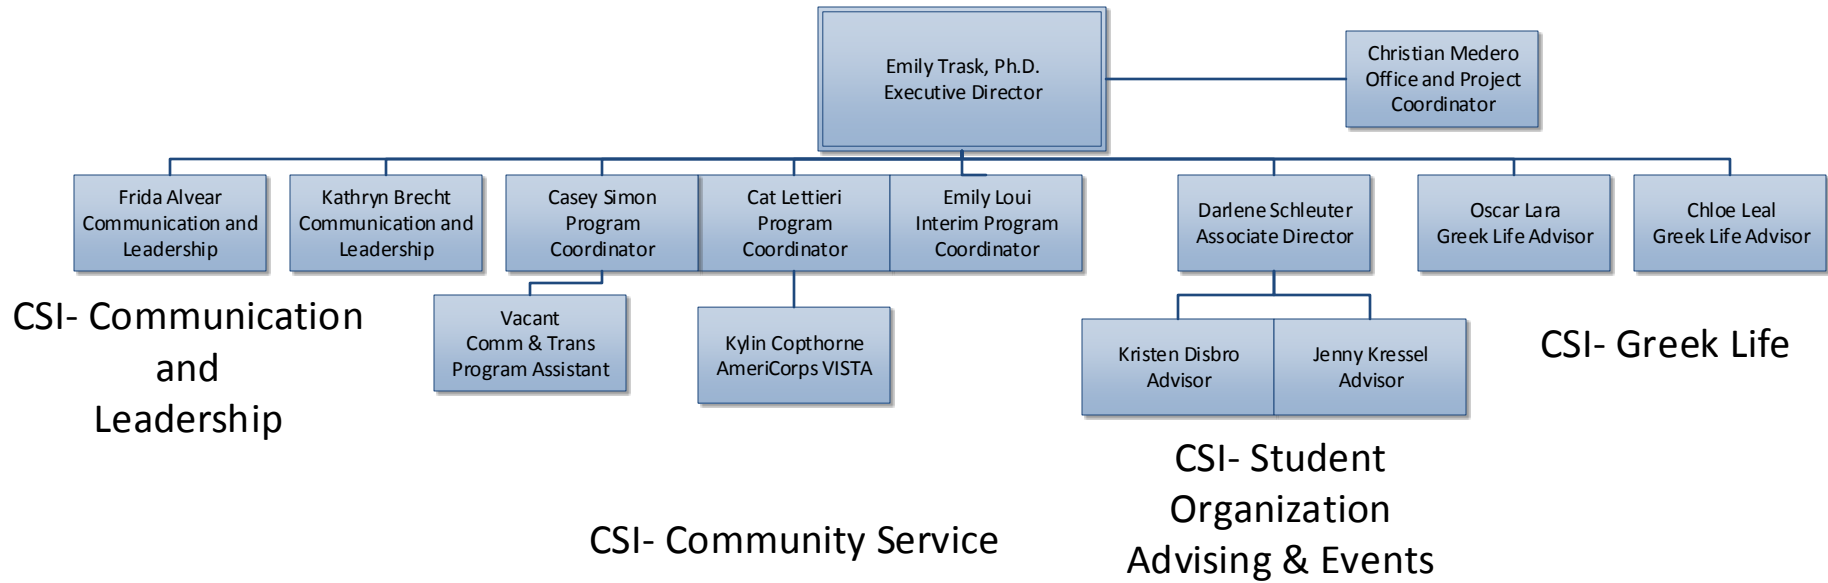 Emily Trask, Ph.D.
Executive Director
Christian Medero
Office and Project
Coordinator
Frida Alvear
Communication and
Leadership
Kathryn Brecht
Communication and
Leadership
Casey Simon
Program
Coordinator
Cat Lettieri
Program
Coordinator
Emily Loui
Interim Program
Coordinator
Darlene Schleuter
Associate Director
Oscar Lara
Greek Life Advisor
Chloe Leal
Greek Life Advisor
Vacant
Comm & Trans
Program Assistant
Kylin Copthorne
AmeriCorps VISTA
Kristen Disbro
Advisor
Jenny Kressel
Advisor
CSI- Communication
and
Leadership
CSI- Community Service
CSI- Student
Organization
Advising & Events
CSI- Greek Life